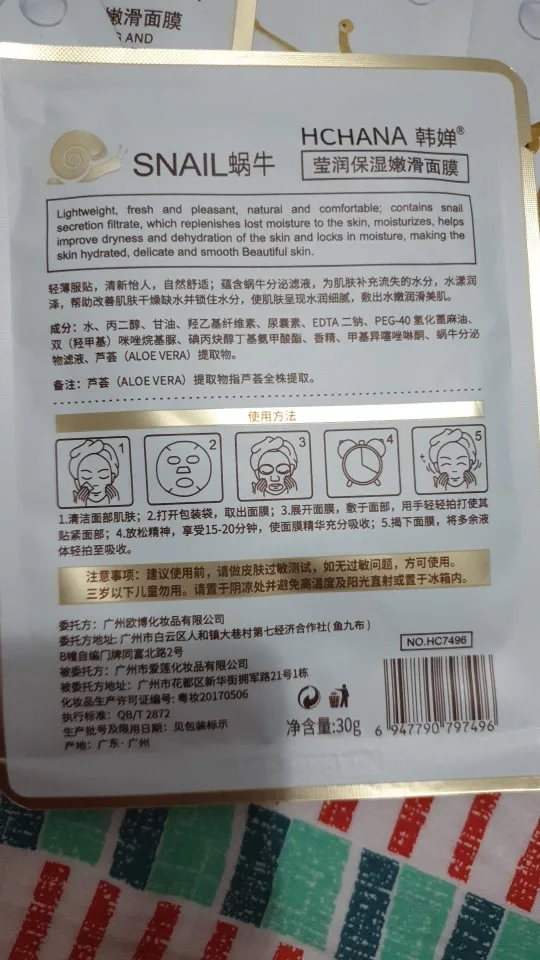 嫩滑面膜
AND
HCHANA 韩婵®
SNAIL蜗牛
莹润保湿嫩滑面膜
Lightweight, fresh and pleasant, natural and comfortable; contains snail
secretion filtrate, which replenishes lost moisture to the skin, moisturizes, helps
improve dryness and dehydration of the skin and locks in moisture, making the
skin hydrated, delicate and smooth Beautiful skin.
轻薄服贴，清新怡人，自然舒适；蕴含蜗牛分泌滤液，为肌肤补充流失的水分，水漾润
泽，帮助改善肌肤干燥缺水并锁住水分，使肌肤呈现水润细腻，敷出水嫩润滑美肌。
成分：水、丙二醇、甘油、羟乙基纤维素、尿囊素、EDTA 二钠、PEG-40 氢化蓖麻油、
双（羟甲基）咪唑烷基脲、碘丙炔醇丁基氨甲酸酯、香精、甲基异噻唑啉酮、蜗牛分泌
物滤液、芦荟（ALOE VERA）提取物。
备注：芦荟（ALOE VERA）提取物指芦荟全株提取。
使用方法
1 2 3 4 5
1.清洁面部肌肤；2.打开包装袋，取出面膜；3.展开面膜，敷于面部，用手轻轻拍打使其
贴紧面部；4.放松精神，享受15-20分钟，使面膜精华充分吸收；5.揭下面膜，将多余液
体轻拍至吸收。
注意事项：建议使用前，请做皮肤过敏测试，如无过敏问题，方可使用。
三岁以下儿童勿用。请置于阴凉处并避免高温度及阳光直射或置于冰箱内。
委托方：广州欧博化妆品有限公司
委托方地址：广州市白云区人和镇大巷村第七经济合作社(鱼九布)
B幢自编门牌同富北路2号
被委托方：广州市爱莲化妆品有限公司
被委托方地址：广州市花都区新华街拥军路21号1栋
化妆品生产许可证编号：粤妆20170506
执行标准：QB/T 2872
生产批号及限用日期：见包装标示
产地：广东·广州
净含量:30g
NO.HC7496
6 947790 797496